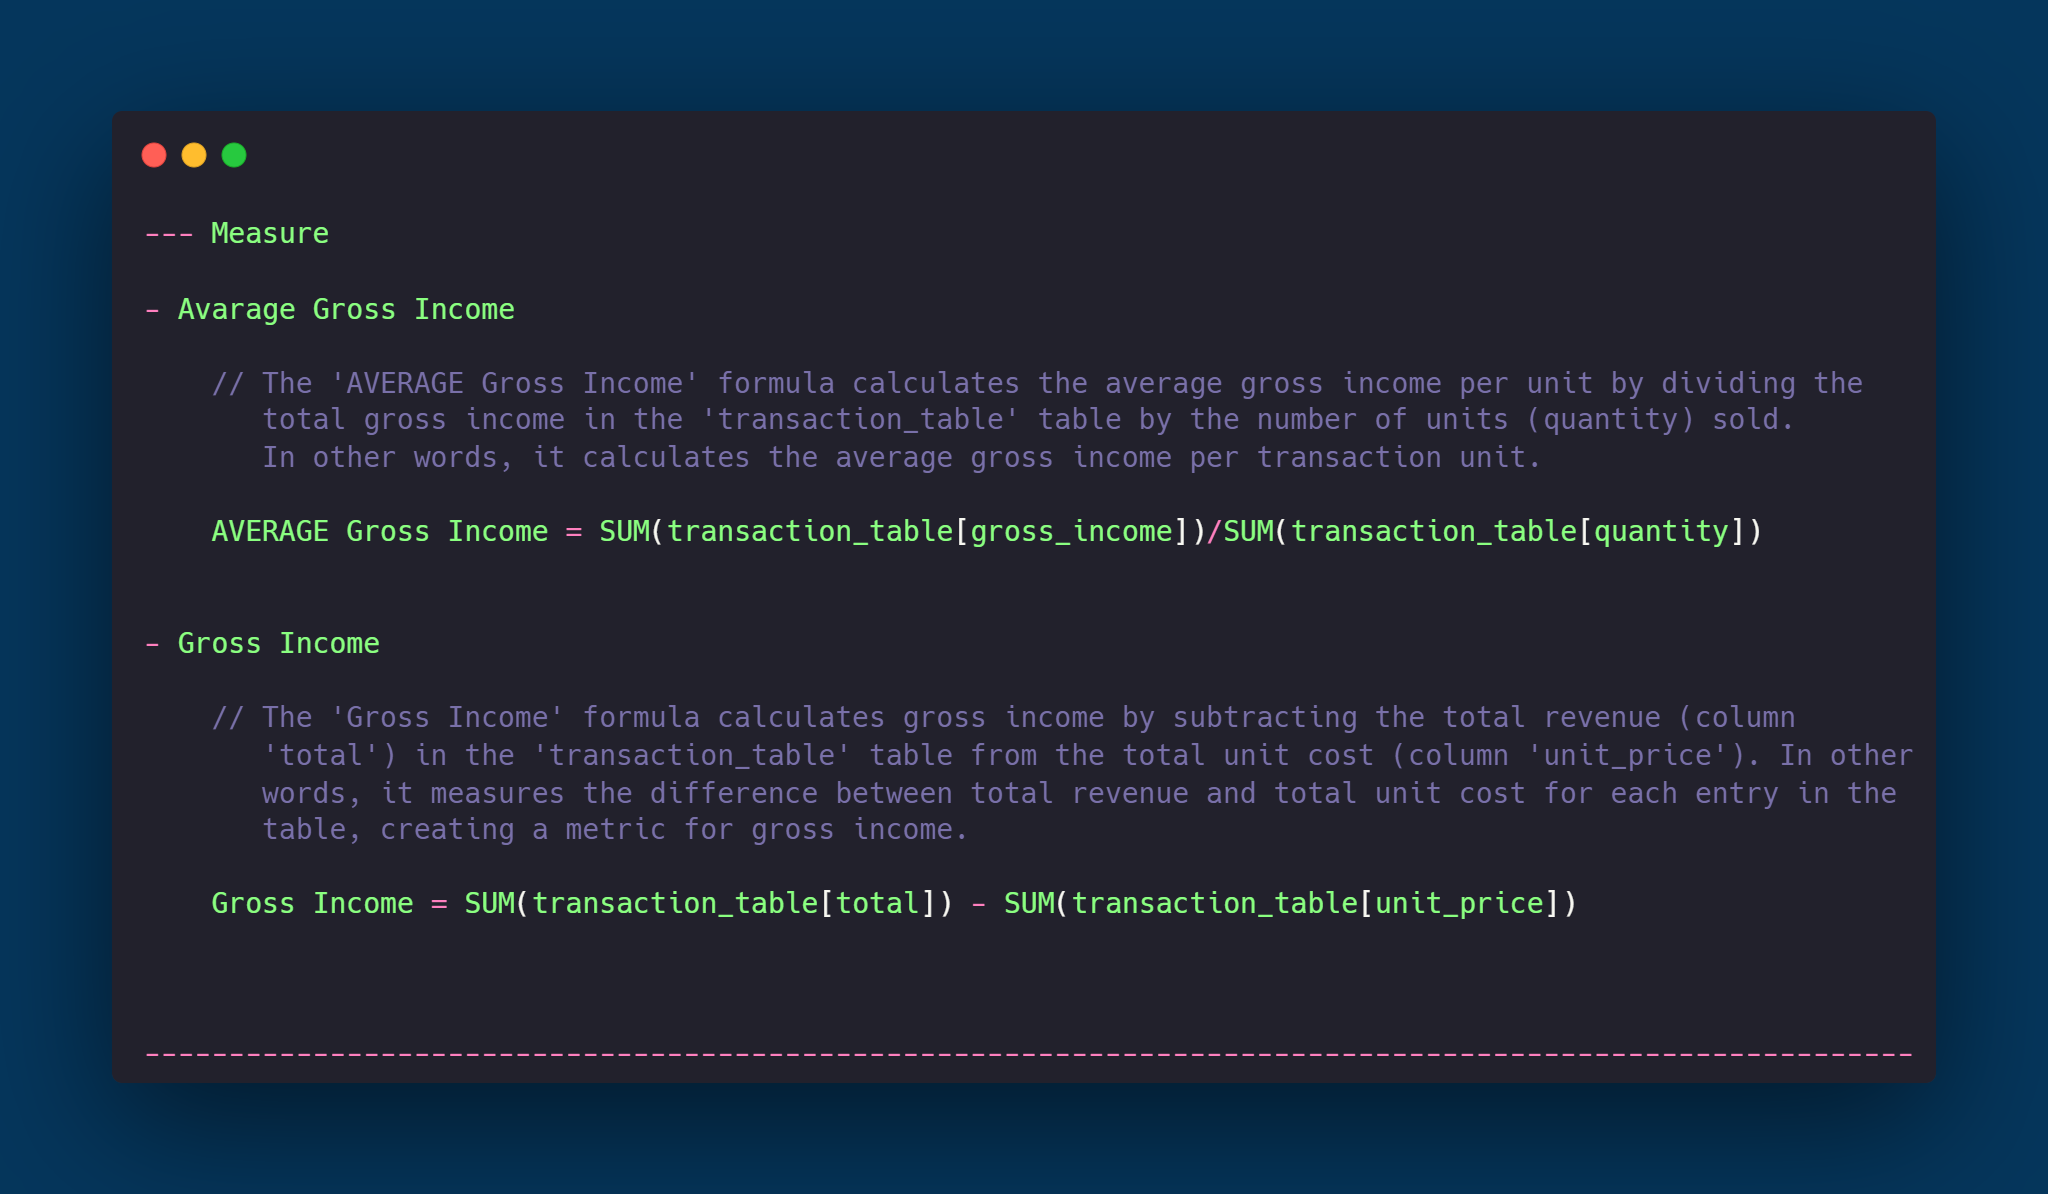 --- Measure
- Avarage Gross Income
// The 'AVERAGE Gross Income' formula calculates the average gross income per unit by dividing the
total gross income in the 'transaction_table' table by the number of units (quantity) sold.
In other words, it calculates the average gross income per transaction unit.
AVERAGE Gross Income = SUM(transaction_table[gross_income])/SUM(transaction_table[quantity])
- Gross Income
// The 'Gross Income' formula calculates gross income by subtracting the total revenue (column
'total') in the 'transaction_table' table from the total unit cost (column 'unit_price'). In other
words, it measures the difference between total revenue and total unit cost for each entry in the
table, creating a metric for gross income.
Gross Income = SUM(transaction_table[total]) - SUM(transaction_table[unit_price])
---------------------------------------------------------------------------------------------------------